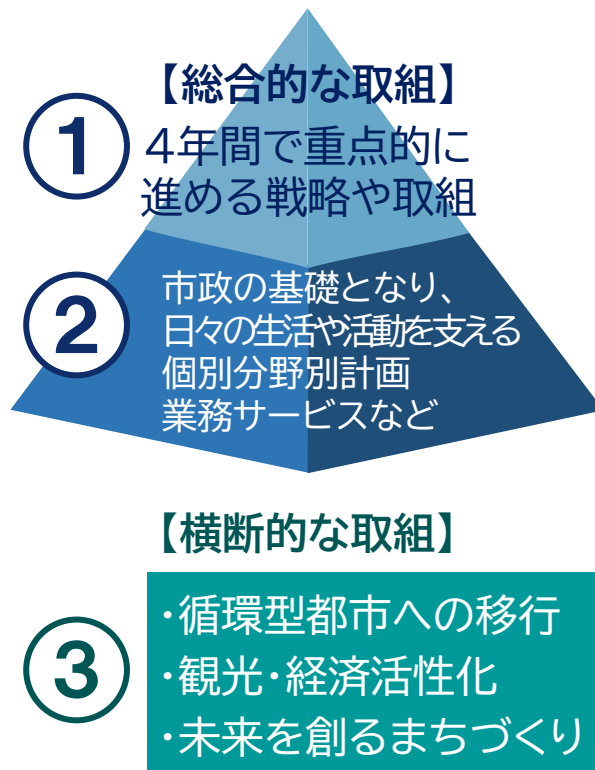 【総合的な取組】
①
4年間で重点的に
進める戦略や取組
②
市政の基礎となり、
日々の生活や活動を支える
個別分野別計画
業務サービスなど
【横断的な取組】
③
・循環型都市への移行
・観光・経済活性化
・未来を創るまちづくり